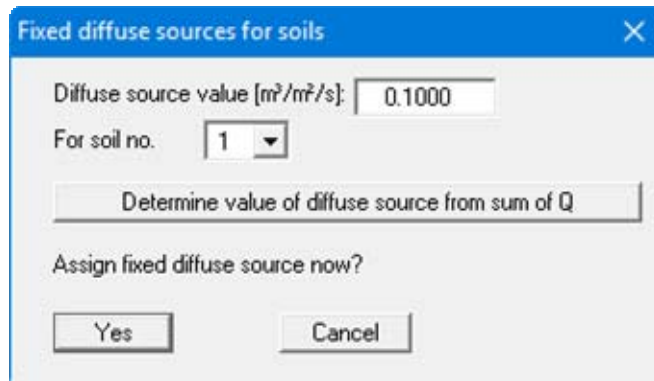 Fixed diffuse sources for soils
Diffuse source value [m³/m²/s]: 0.1000
For soil no. 1
Determine value of diffuse source from sum of Q
Assign fixed diffuse source now?
Yes Cancel